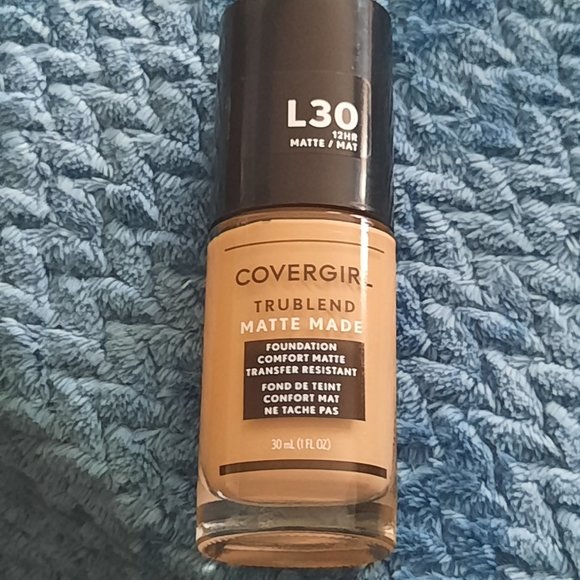 L30
12HR
MATTE / MAT
COVERGIRL
TRUBLEND
MATTE MADE
FOUNDATION
COMFORT MATTE
TRANSFER RESISTANT
FOND DE TEINT
CONFORT MAT
NE TACHE PAS
30 mL (1 FL OZ)